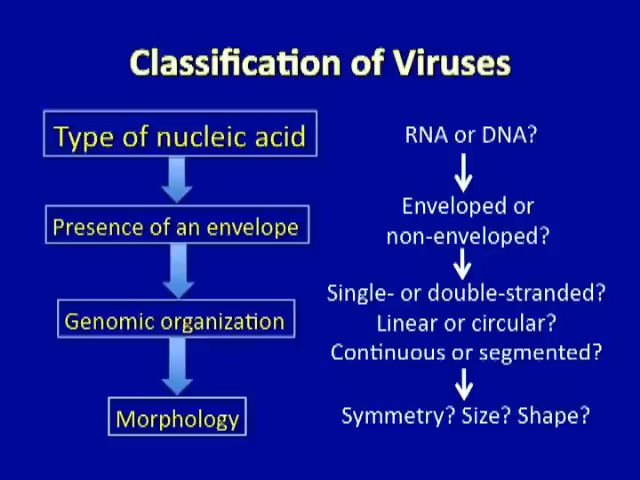 Classification of Viruses
Type of nucleic acid
RNA or DNA?
Presence of an envelope
Enveloped or
non-enveloped?
Genomic organization
Single- or double-stranded?
Linear or circular?
Continuous or segmented?
Morphology
Symmetry? Size? Shape?